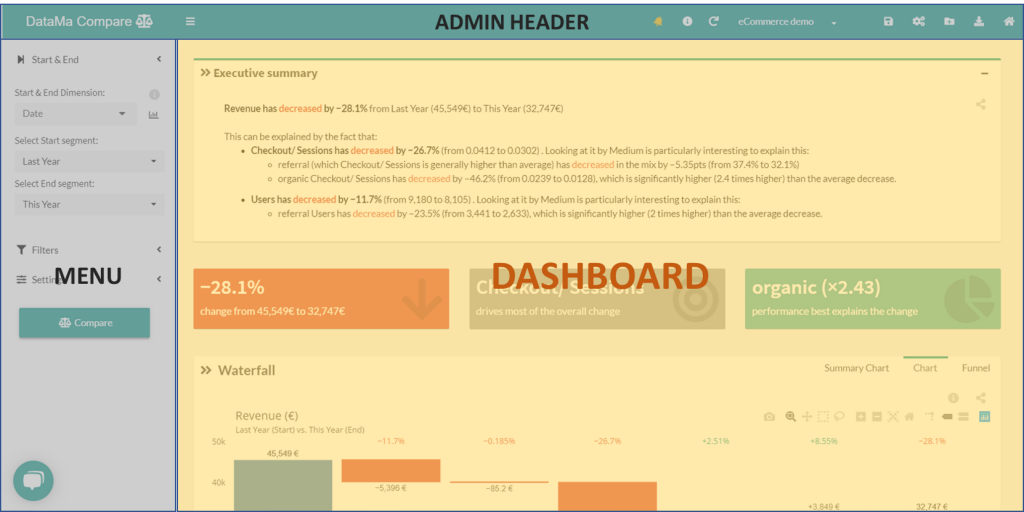 DataMa Compare
ADMIN HEADER
eCommerce demo
Start & End
Start & End Dimension:
Date
Select Start segment:
Last Year
Select End segment:
This Year
Filters
Settings
MENU
Compare
Executive summary
Revenue has decreased by −28.1% from Last Year (45,549€) to This Year (32,747€)
This can be explained by the fact that:
• Checkout/ Sessions has decreased by −26.7% (from 0.0412 to 0.0302) . Looking at it by Medium is particularly interesting to explain this:
◦ referral (which Checkout/ Sessions is generally higher than average) has decreased in the mix by −5.35pts (from 37.4% to 32.1%)
◦ organic Checkout/ Sessions has decreased by −46.2% (from 0.0239 to 0.0128), which is significantly higher (2.4 times higher) than the average decrease.
• Users has decreased by −11.7% (from 9,180 to 8,105) . Looking at it by Medium is particularly interesting to explain this:
◦ referral Users has decreased by −23.5% (from 3,441 to 2,633), which is significantly higher (2 times higher) than the average decrease.
DASHBOARD
−28.1%
change from 45,549€ to 32,747€
Checkout/ Sessions
drives most of the overall change
organic (×2.43)
performance best explains the change
Waterfall
Summary Chart Chart Funnel
Revenue (€)
Last Year (Start) vs. This Year (End)
50k −11.7% −0.185% −26.7% +2.51% +8.55% −28.1%
45,549 €
40k −5,396 € −85.2 €
+3,849 € 32,747 €